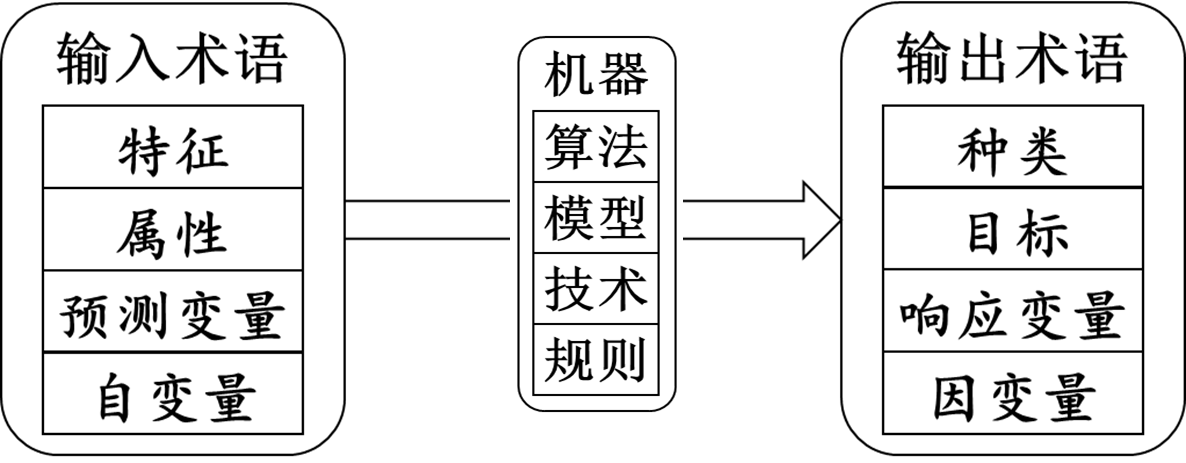 输入术语
特征
属性
预测变量
自变量
机器
算法
模型
技术
规则
输出术语
种类
目标
响应变量
因变量